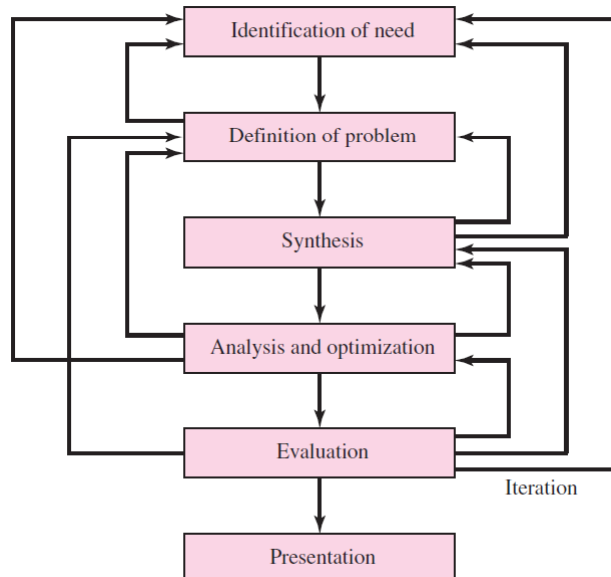 Identification of need
Definition of problem
Synthesis
Analysis and optimization
Evaluation
Iteration
Presentation